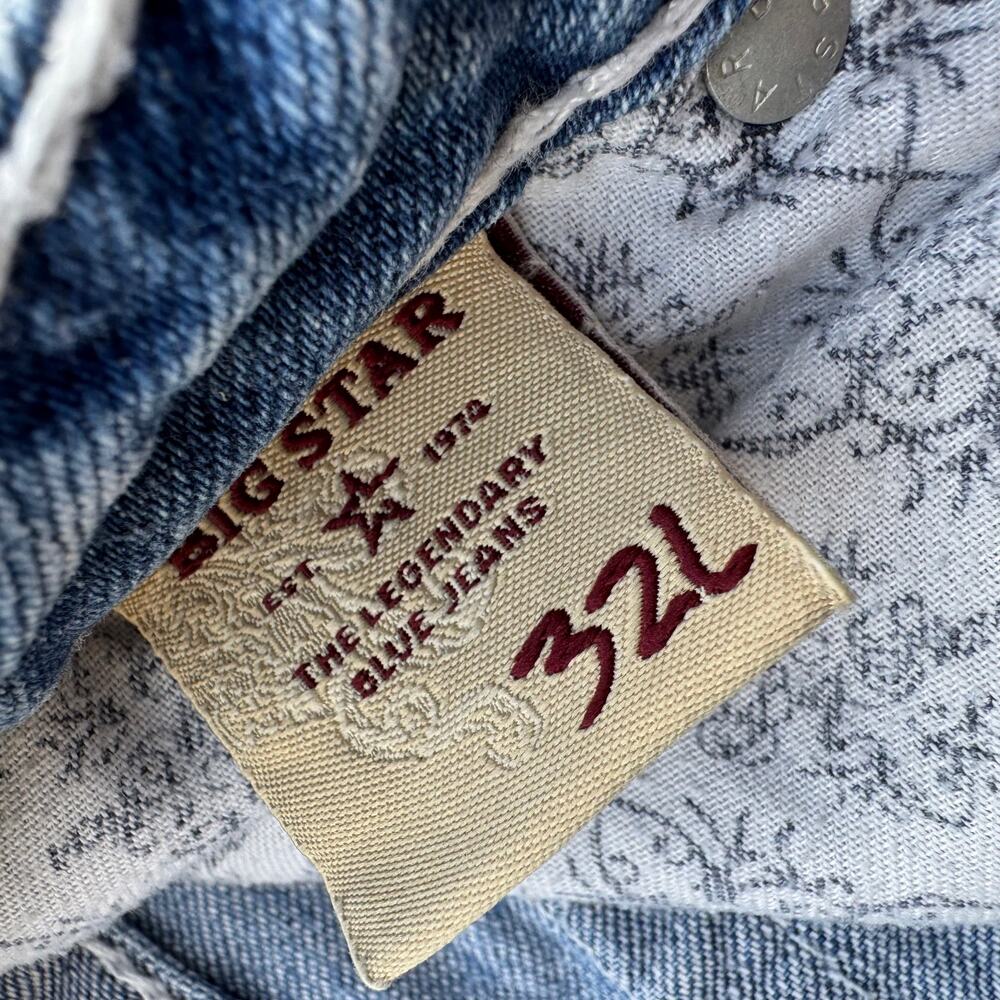 BIG STAR
EST 1974
THE LEGENDARY
BLUE JEANS
32L